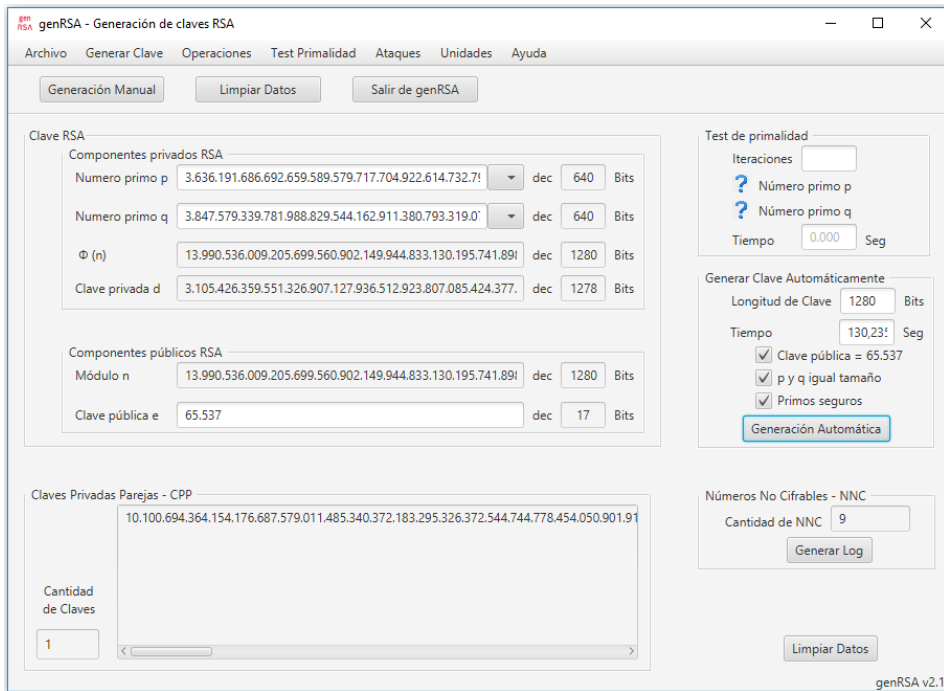 gen RSA genRSA - Generación de claves RSA
Archivo Generar Clave Operaciones Test Primalidad Ataques Unidades Ayuda
Generación Manual Limpiar Datos Salir de genRSA
Clave RSA
Componentes privados RSA
Numero primo p 3.636.191.686.692.659.589.579.717.704.922.614.732.79 dec 640 Bits
Numero primo q 3.847.579.339.781.988.829.544.162.911.380.793.319.07 dec 640 Bits
Φ (n) 13.990.536.009.205.699.560.902.149.944.833.130.195.741.898 dec 1280 Bits
Clave privada d 3.105.426.359.551.326.907.127.936.512.923.807.085.424.377. dec 1278 Bits
Componentes públicos RSA
Módulo n 13.990.536.009.205.699.560.902.149.944.833.130.195.741.898 dec 1280 Bits
Clave pública e 65.537 dec 17 Bits
Test de primalidad
Iteraciones
? Número primo p
? Número primo q
Tiempo 0.000 Seg
Generar Clave Automáticamente
Longitud de Clave 1280 Bits
Tiempo 130,235 Seg
Clave pública = 65.537
p y q igual tamaño
Primos seguros
Generación Automática
Claves Privadas Parejas - CPP
10.100.694.364.154.176.687.579.011.485.340.372.183.295.326.372.544.744.778.454.050.901.91
Cantidad
de Claves
1
Números No Cifrables - NNC
Cantidad de NNC 9
Generar Log
Limpiar Datos
genRSA v2.1